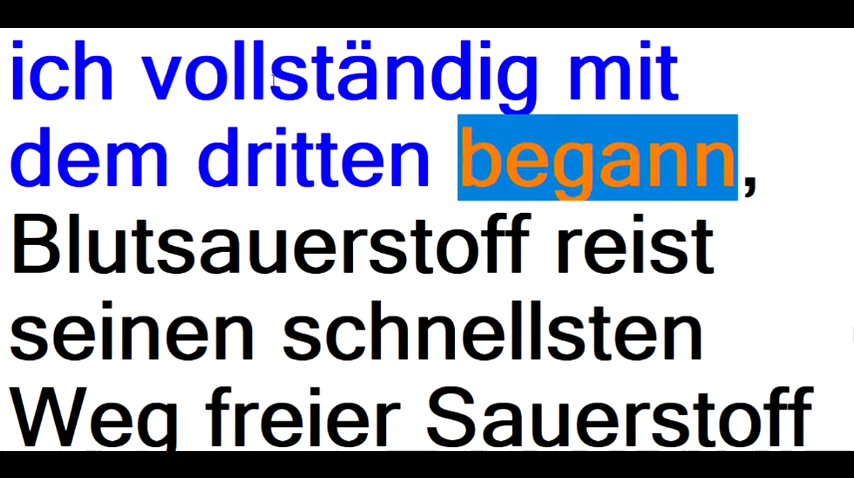 ich vollständig mit
dem dritten begann,
Blutsauerstoff reist
seinen schnellsten
Weg freier Sauerstoff